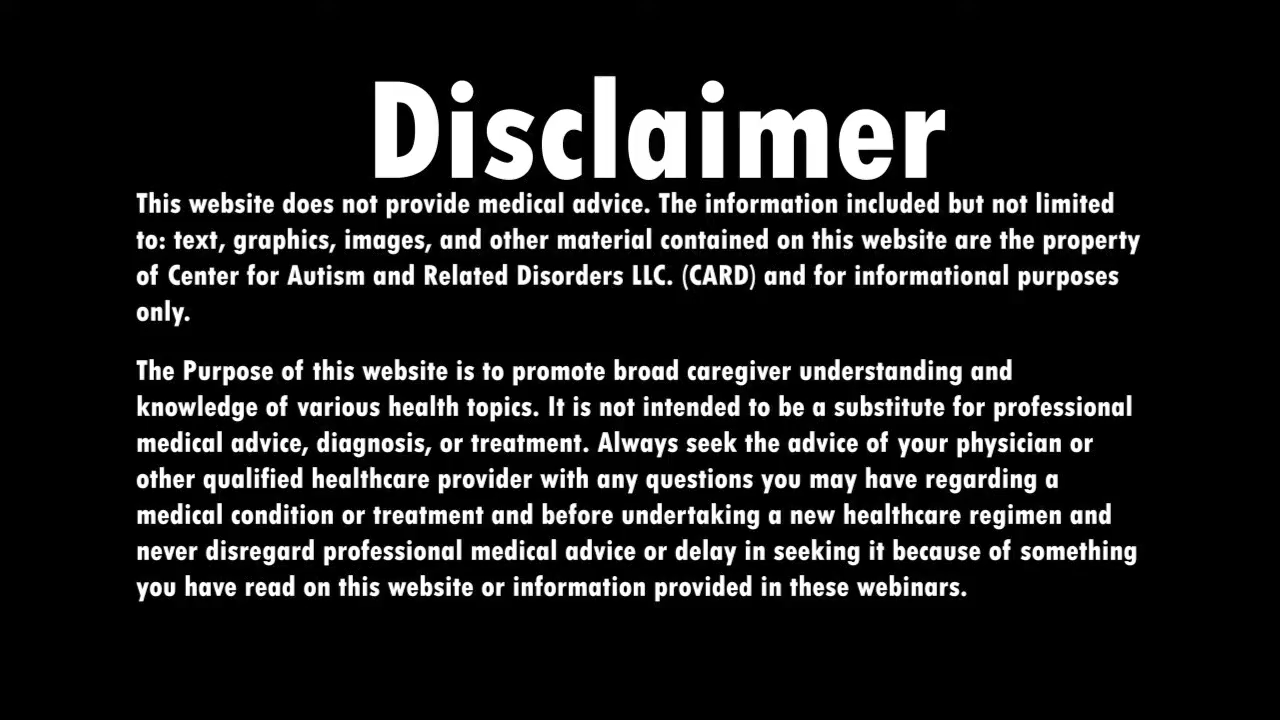 Disclaimer
This website does not provide medical advice. The information included but not limited
to: text, graphics, images, and other material contained on this website are the property
of Center for Autism and Related Disorders LLC. (CARD) and for informational purposes
only.
The Purpose of this website is to promote broad caregiver understanding and
knowledge of various health topics. It is not intended to be a substitute for professional
medical advice, diagnosis, or treatment. Always seek the advice of your physician or
other qualified healthcare provider with any questions you may have regarding a
medical condition or treatment and before undertaking a new healthcare regimen and
never disregard professional medical advice or delay in seeking it because of something
you have read on this website or information provided in these webinars.